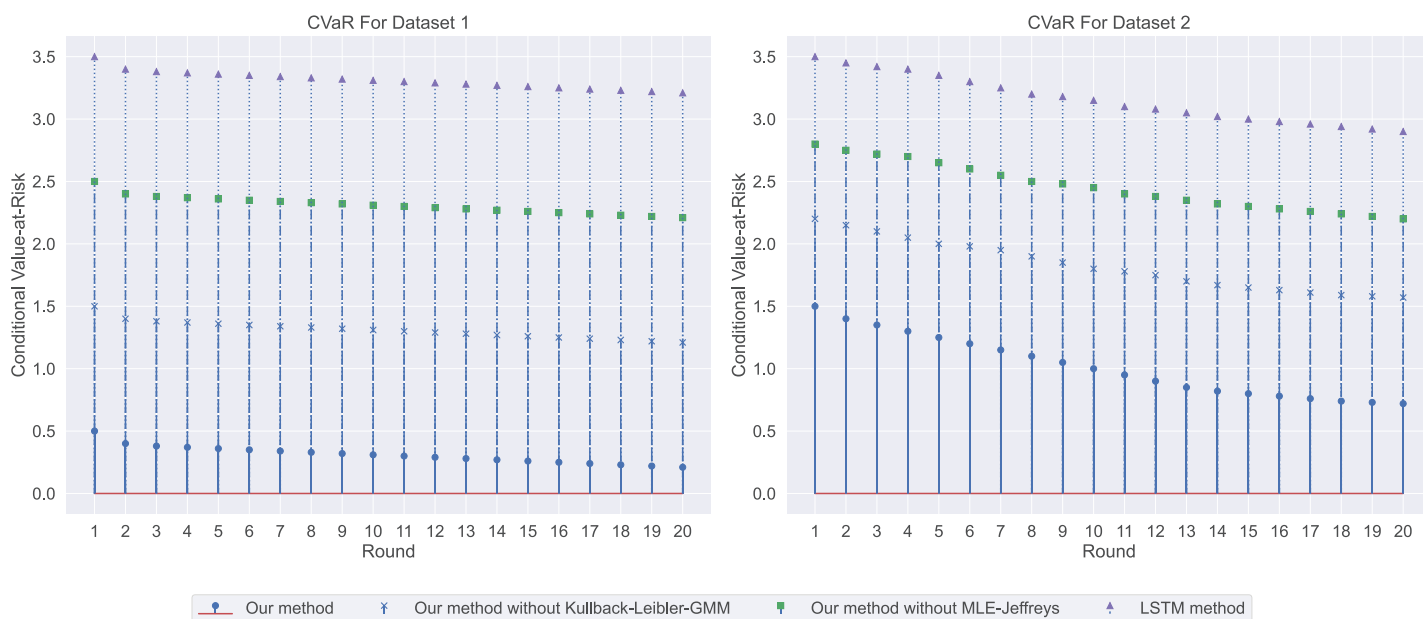 CVaR For Dataset 1
Conditional Value-at-Risk
3.5
3.0
2.5
2.0
1.5
1.0
0.5
0.0
1 2 3 4 5 6 7 8 9 10 11 12 13 14 15 16 17 18 19 20
Round
CVaR For Dataset 2
Conditional Value-at-Risk
3.5
3.0
2.5
2.0
1.5
1.0
0.5
0.0
1 2 3 4 5 6 7 8 9 10 11 12 13 14 15 16 17 18 19 20
Round
Our method Our method without Kullback-Leibler-GMM Our method without MLE-Jeffreys LSTM method